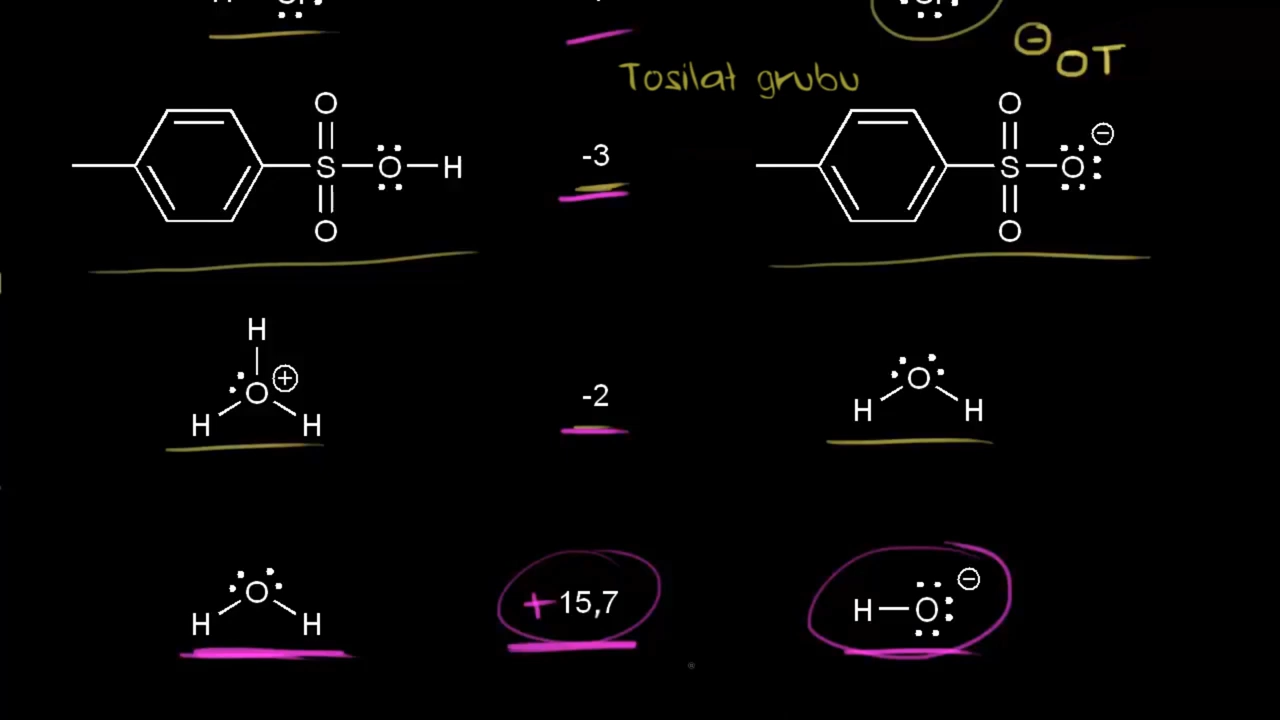 ⊖OT
Tosilat grubu
O O ⊖
S O H -3 S O
O O
H
O ⊕ -2 O
H H H H
O + 15,7 H O ⊖
H H